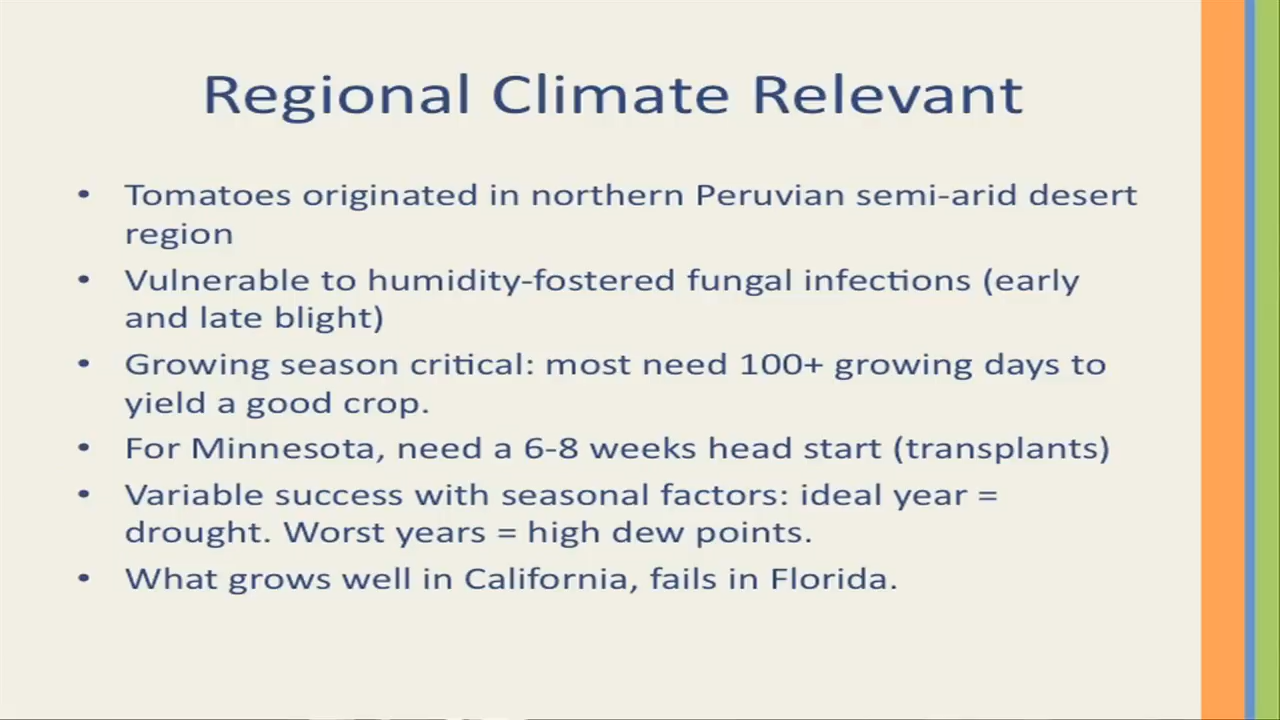 Regional Climate Relevant
• Tomatoes originated in northern Peruvian semi-arid desert
region
• Vulnerable to humidity-fostered fungal infections (early
and late blight)
• Growing season critical: most need 100+ growing days to
yield a good crop.
• For Minnesota, need a 6-8 weeks head start (transplants)
• Variable success with seasonal factors: ideal year =
drought. Worst years = high dew points.
• What grows well in California, fails in Florida.